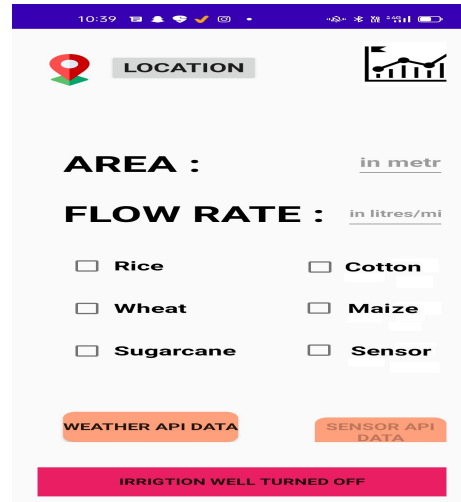 10:39
LOCATION
AREA :
in metr
FLOW RATE :
in litres/mi
Rice
Cotton
Wheat
Maize
Sugarcane
Sensor
WEATHER API DATA
SENSOR API
DATA
IRRIGTION WELL TURNED OFF